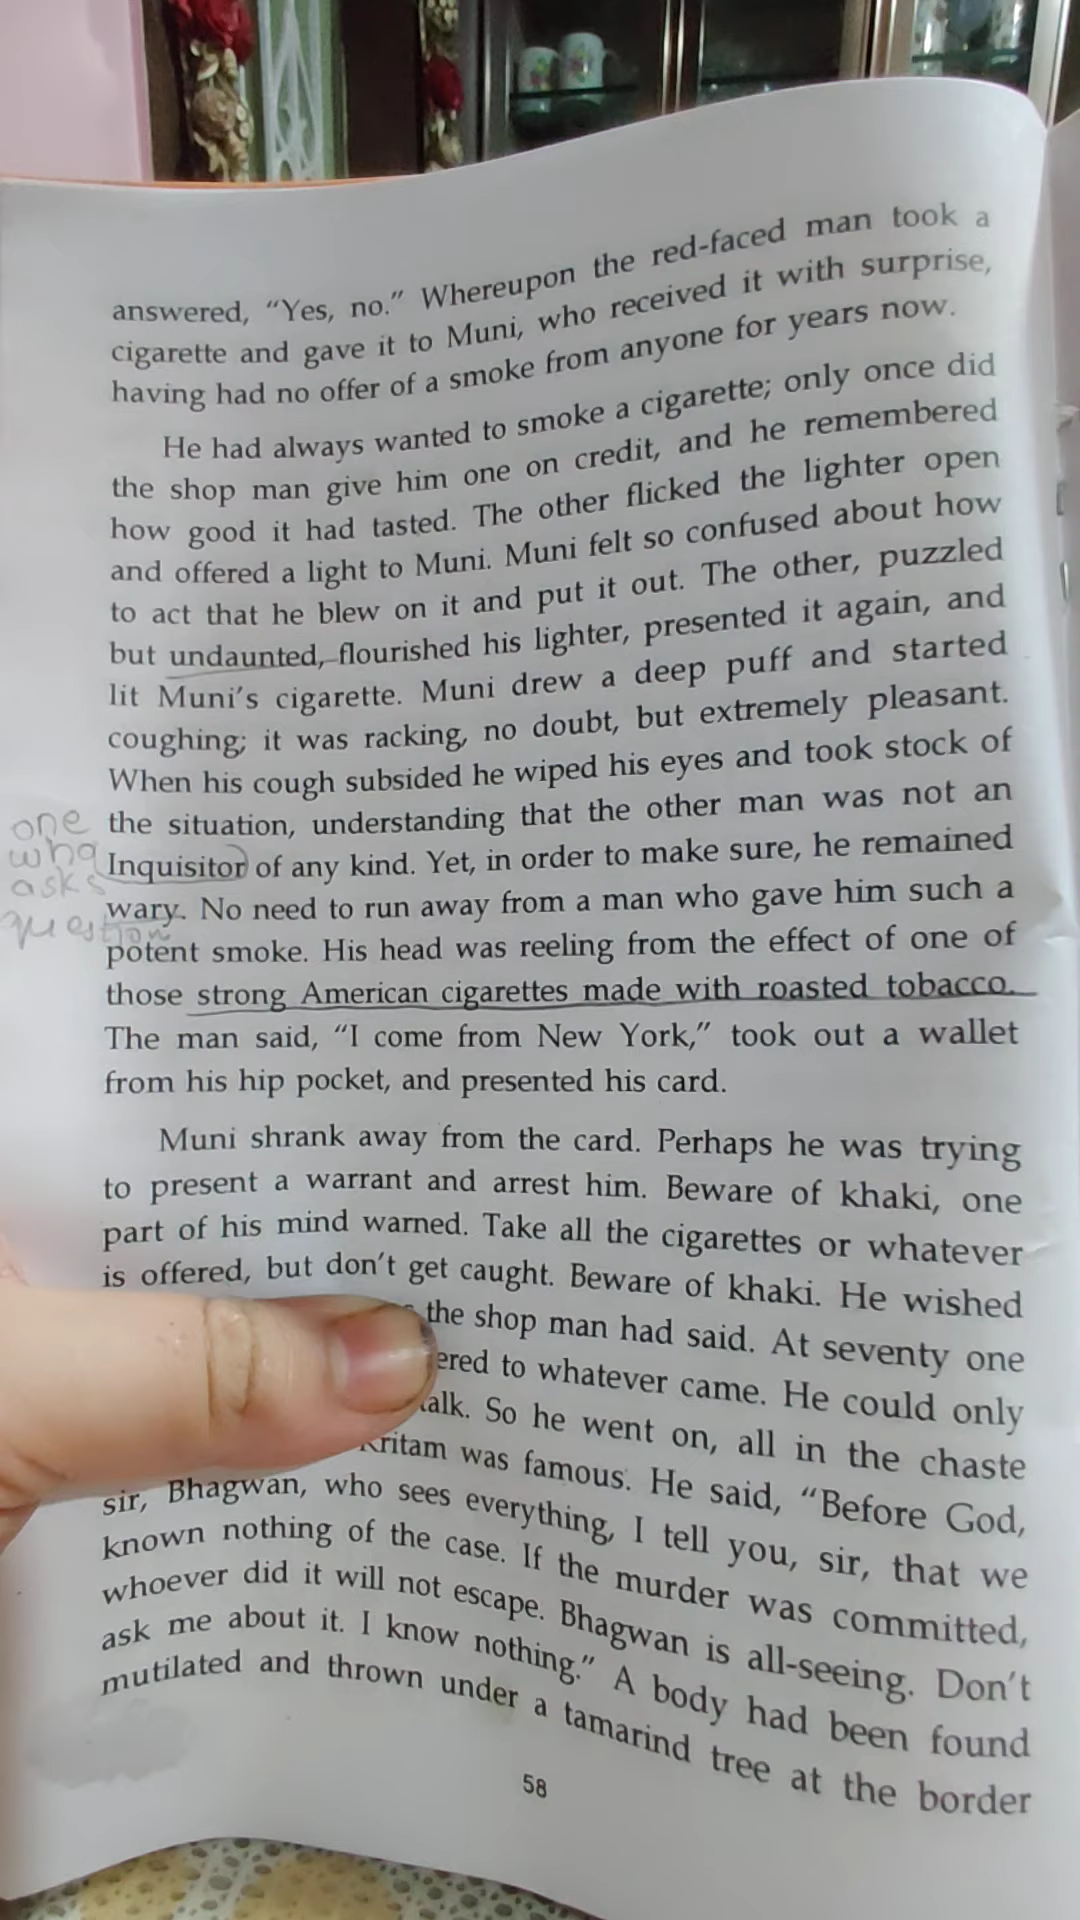 answered, “Yes, no.” Whereupon the red-faced man took a
cigarette and gave it to Muni, who received it with surprise,
having had no offer of a smoke from anyone for years now.
He had always wanted to smoke a cigarette; only once did
the shop man give him one on credit, and he remembered
how good it had tasted. The other flicked the lighter open
and offered a light to Muni. Muni felt so confused about how
to act that he blew on it and put it out. The other, puzzled
but undaunted, flourished his lighter, presented it again, and
lit Muni’s cigarette. Muni drew a deep puff and started
coughing; it was racking, no doubt, but extremely pleasant.
When his cough subsided he wiped his eyes and took stock of
the situation, understanding that the other man was not an
Inquisitor of any kind. Yet, in order to make sure, he remained
wary. No need to run away from a man who gave him such a
potent smoke. His head was reeling from the effect of one of
those strong American cigarettes made with roasted tobacco.
The man said, “I come from New York,” took out a wallet
from his hip pocket, and presented his card.
one
who
asks
question
Muni shrank away from the card. Perhaps he was trying
to present a warrant and arrest him. Beware of khaki, one
part of his mind warned. Take all the cigarettes or whatever
is offered, but don’t get caught. Beware of khaki. He wished
the shop man had said. At seventy one
ered to whatever came. He could only
talk. So he went on, all in the chaste
Kritam was famous. He said, “Before God,
sir, Bhagwan, who sees everything, I tell you, sir, that we
known nothing of the case. If the murder was committed,
whoever did it will not escape. Bhagwan is all-seeing. Don’t
ask me about it. I know nothing.” A body had been found
mutilated and thrown under a tamarind tree at the border
58